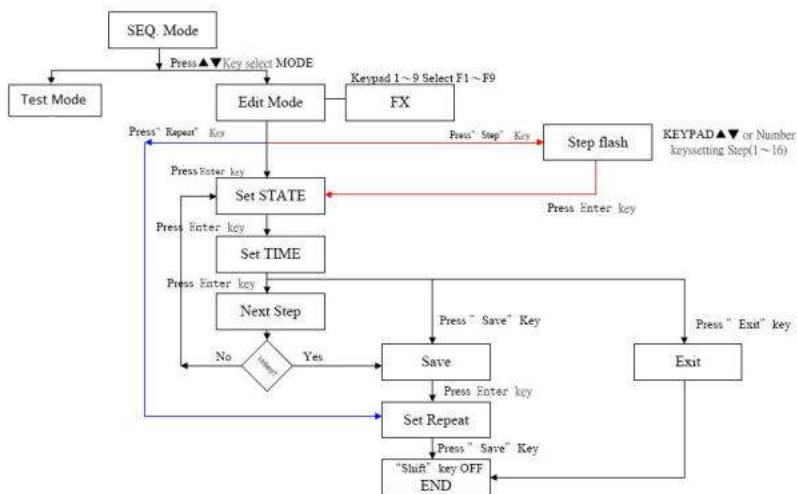 SEQ. Mode
Press▲▼Key select MODE
Keypad 1～9 Select F1～F9
Test Mode
Edit Mode
FX
Press" Repeat" Key
Press" Step" Key
Step flash
KEYPAD▲▼ or Number
keyssetting Step(1～16)
Press Enter key
Set STATE
Press Enter key
Press Enter key
Set TIME
Press Enter key
Next Step
Press" Save" Key
Press" Exit" key
No
Yes
Save
Exit
Press Enter key
Set Repeat
Press" Save" Key
"Shift" key OFF
END